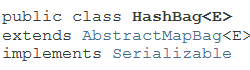 public class HashBag<E>
extends AbstractMapBag<E>
implements Serializable